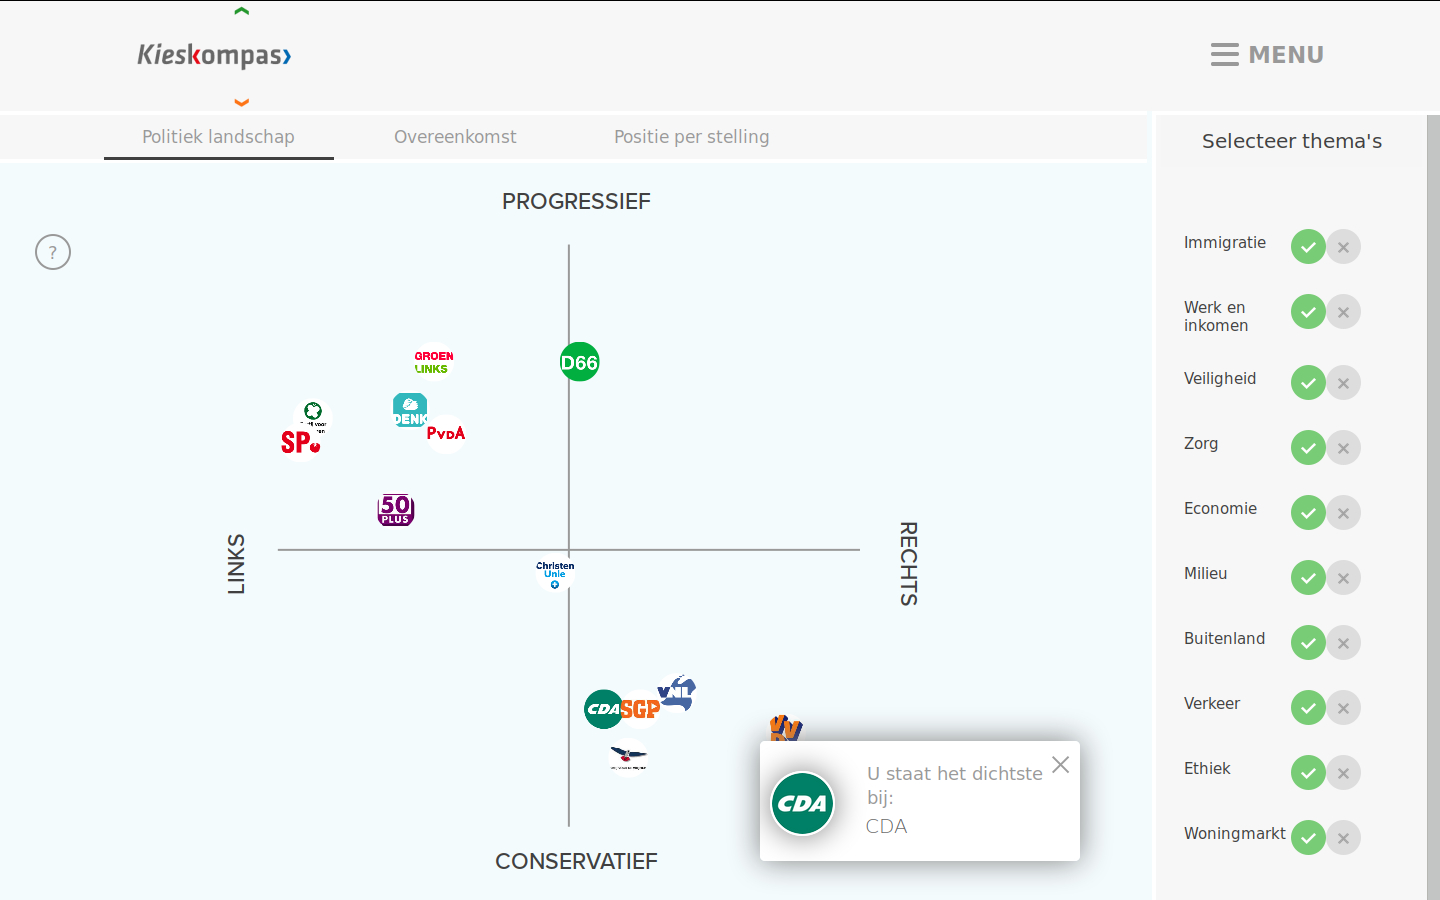 Kieskompas
MENU
Politiek landschap
Overeenkomst
Positie per stelling
Selecteer thema's
PROGRESSIEF
?
Immigratie
Werk en
inkomen
Veiligheid
Zorg
Economie
Milieu
Buitenland
Verkeer
Ethiek
Woningmarkt
GROEN
LINKS
D66
DENK
PvdA
SP.
50
PLUS
LINKS
RECHTS
Christen
Unie
VNL
CDA
SGP
VV
U staat het dichtste
bij:
CDA
CDA
CONSERVATIEF